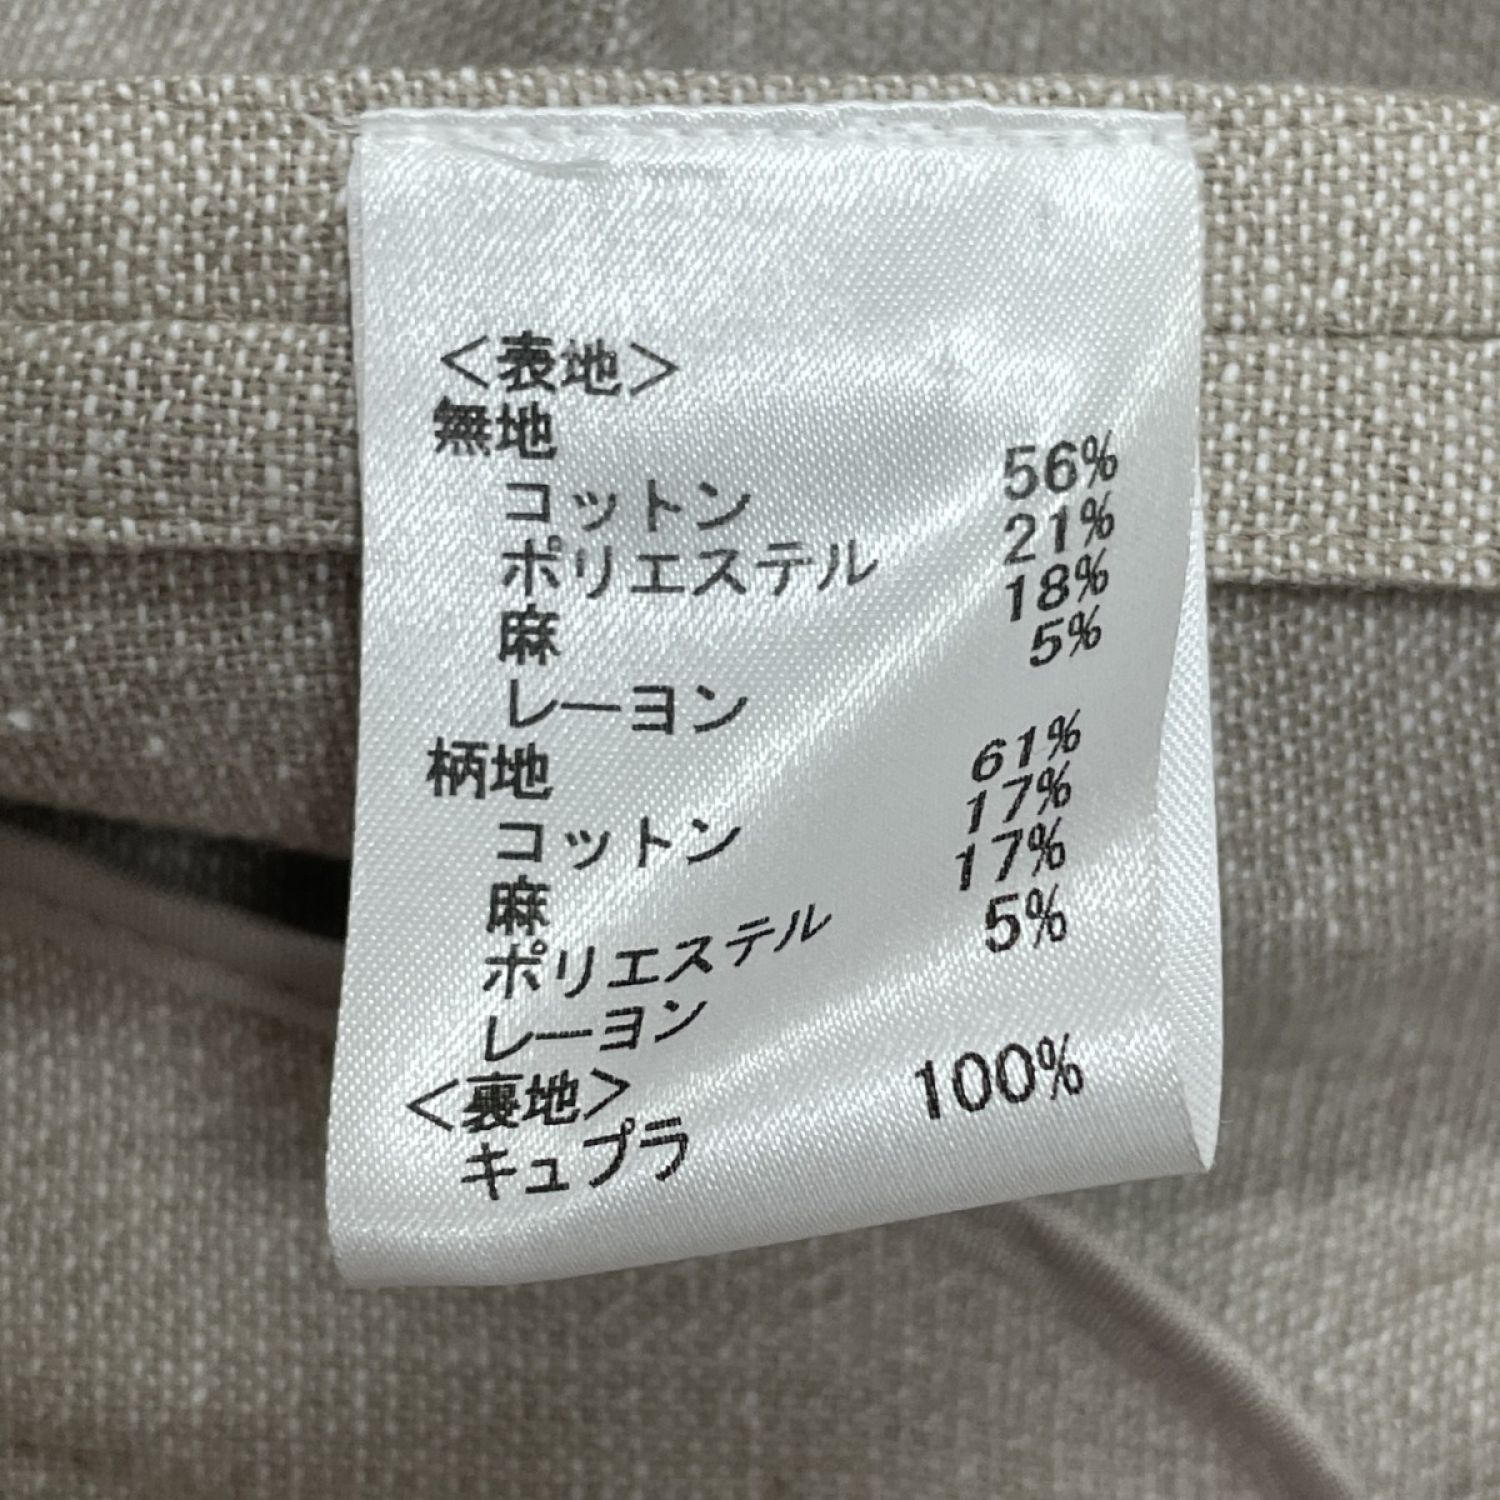 <表地>
無地
コットン 56%
ポリエステル 21%
麻 18%
レーヨン 5%
柄地
コットン 61%
麻 17%
ポリエステル 17%
レーヨン 5%
<裏地>
キュプラ 100%